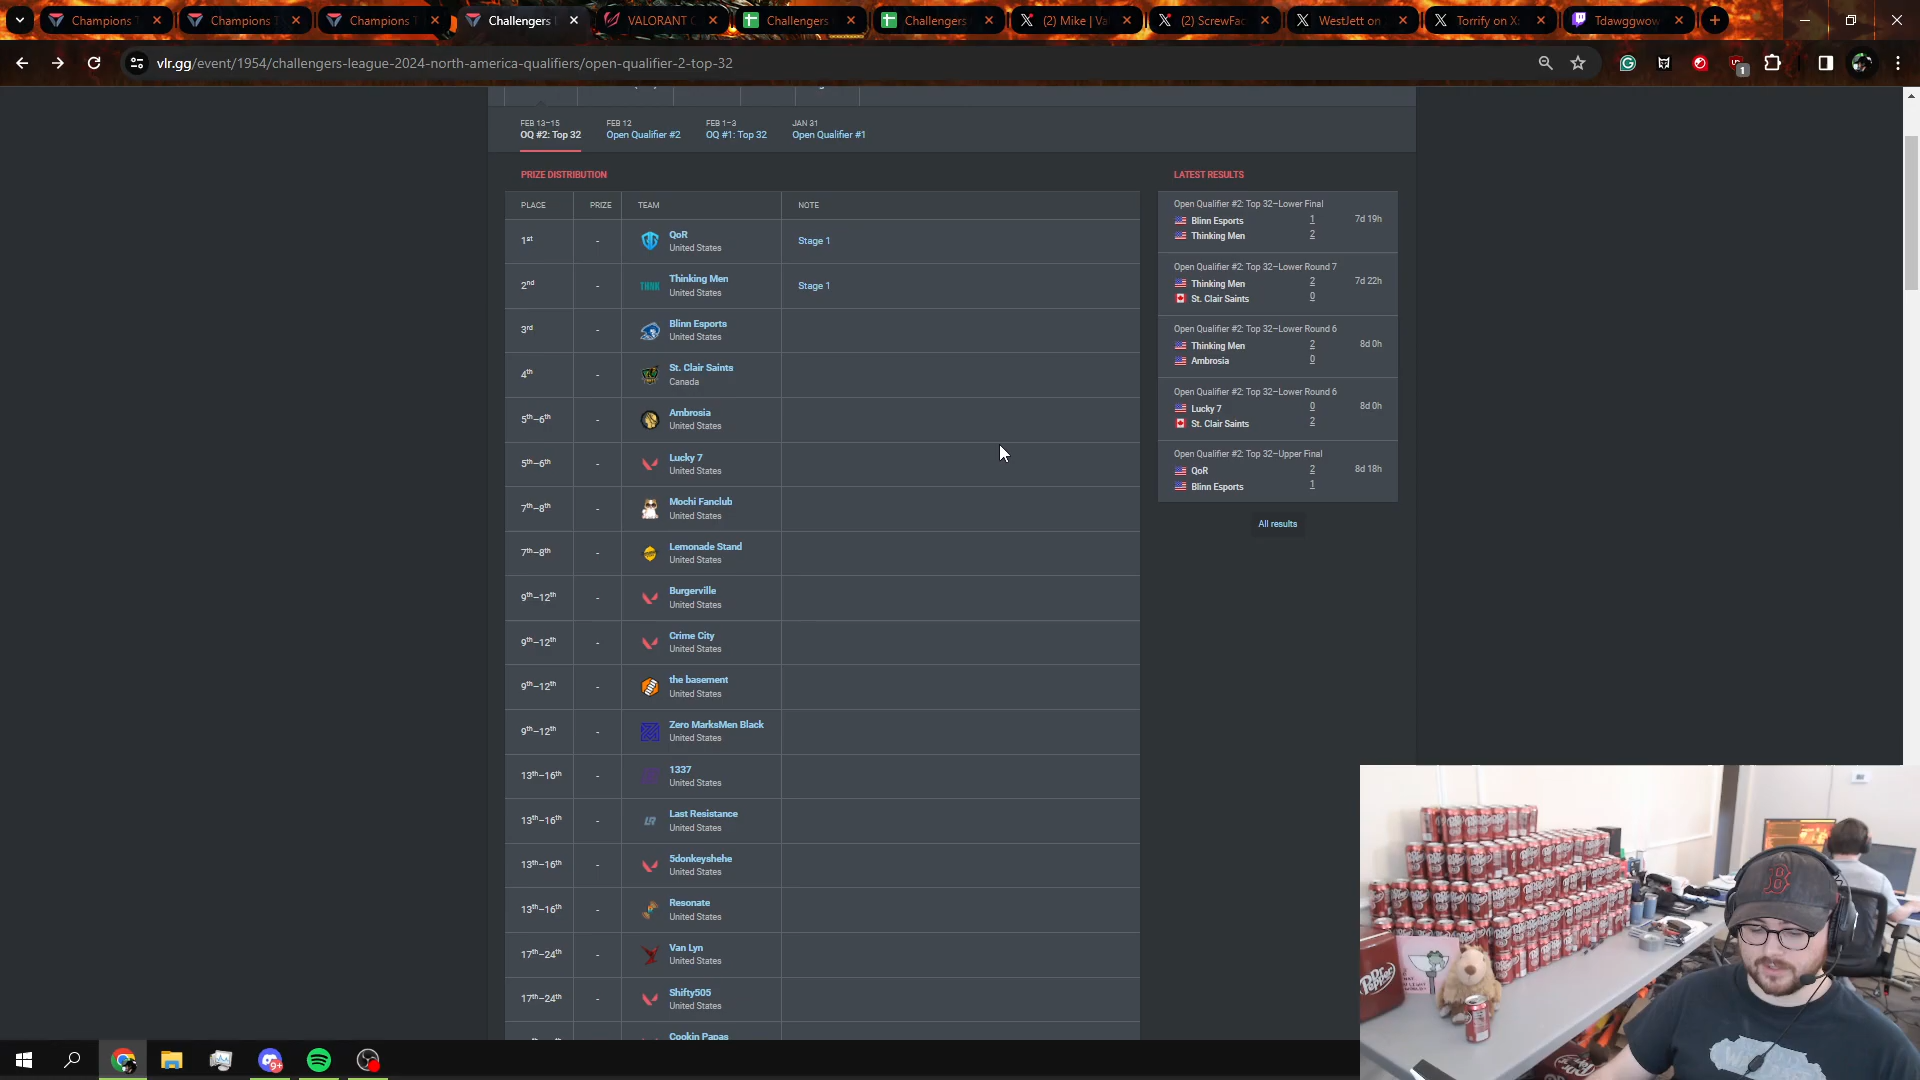 Champions T
Champions T
Champions T
Challengers
VALORANT C
Challengers
Challengers
(2) Mike | Va
(2) ScrewFac
WestJett on
Torrify on X:
Tdawggwow
vlr.gg/event/1954/challengers-league-2024-north-america-qualifiers/open-qualifier-2-top-32
1
FEB 13–15
OQ #2: Top 32
FEB 12
Open Qualifier #2
FEB 1–3
OQ #1: Top 32
JAN 31
Open Qualifier #1
PRIZE DISTRIBUTION
PLACE PRIZE TEAM NOTE
1st - QoR Stage 1
United States
2nd - Thinking Men Stage 1
United States
3rd - Blinn Esports
United States
4th - St. Clair Saints
Canada
5th–6th - Ambrosia
United States
5th–6th - Lucky 7
United States
7th–8th - Mochi Fanclub
United States
7th–8th - Lemonade Stand
United States
9th–12th - Burgerville
United States
9th–12th - Crime City
United States
9th–12th - the basement
United States
9th–12th - Zero MarksMen Black
United States
13th–16th - 1337
United States
13th–16th - Last Resistance
United States
13th–16th - 5donkeyshehe
United States
13th–16th - Resonate
United States
17th–24th - Van Lyn
United States
17th–24th - Shifty505
United States
Cookin Papas
LATEST RESULTS
Open Qualifier #2: Top 32–Lower Final
Blinn Esports 1 7d 19h
Thinking Men 2
Open Qualifier #2: Top 32–Lower Round 7
Thinking Men 2 7d 22h
St. Clair Saints 0
Open Qualifier #2: Top 32–Lower Round 6
Thinking Men 2 8d 0h
Ambrosia 0
Open Qualifier #2: Top 32–Lower Round 6
Lucky 7 0 8d 0h
St. Clair Saints 2
Open Qualifier #2: Top 32–Upper Final
QoR 2 8d 18h
Blinn Esports 1
All results
Dr Pepper
B
9+